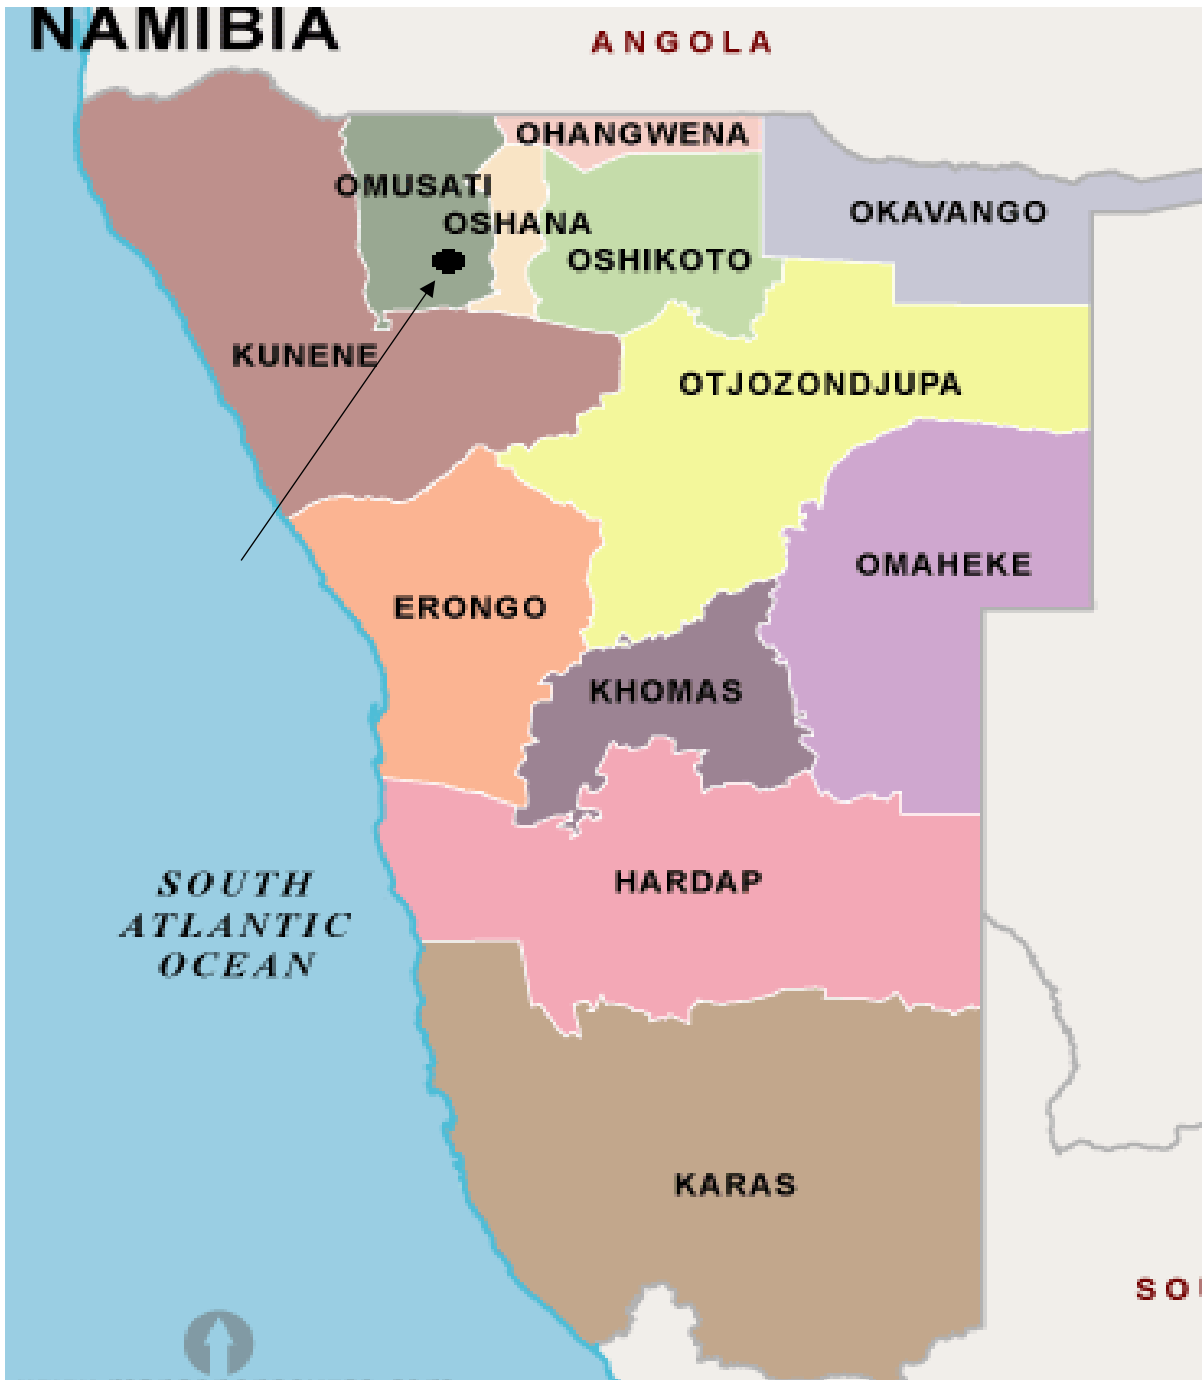 NAMIBIA
ANGOLA
OHANGWENA
OMUSATI
OSHANA
OKAVANGO
OSHIKOTO
KUNENE
OTJOZONDJUPA
OMAHEKE
ERONGO
KHOMAS
SOUTH
ATLANTIC
OCEAN
HARDAP
KARAS